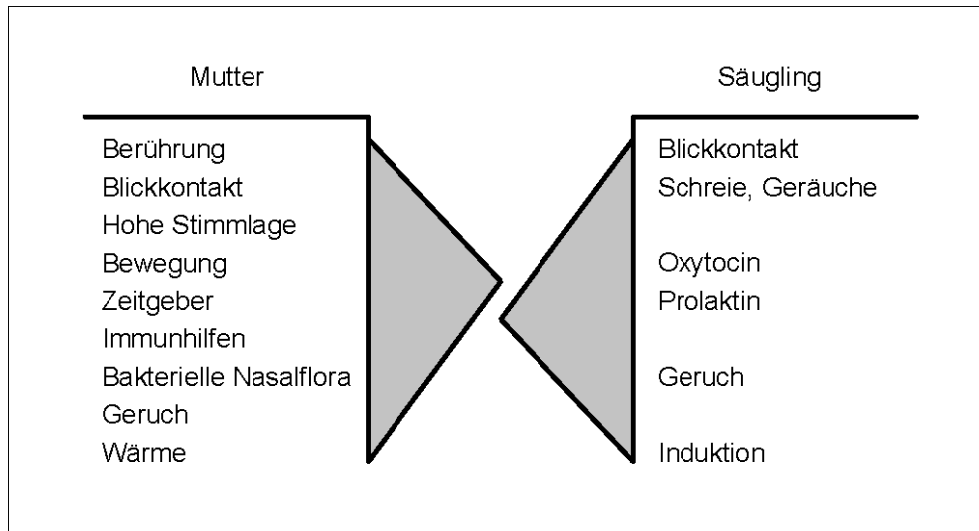 Mutter
Berührung
Blickkontakt
Hohe Stimmlage
Bewegung
Zeitgeber
Immunhilfen
Bakterielle Nasalflora
Geruch
Wärme
Säugling
Blickkontakt
Schreie, Geräuche
Oxytocin
Prolaktin
Geruch
Induktion